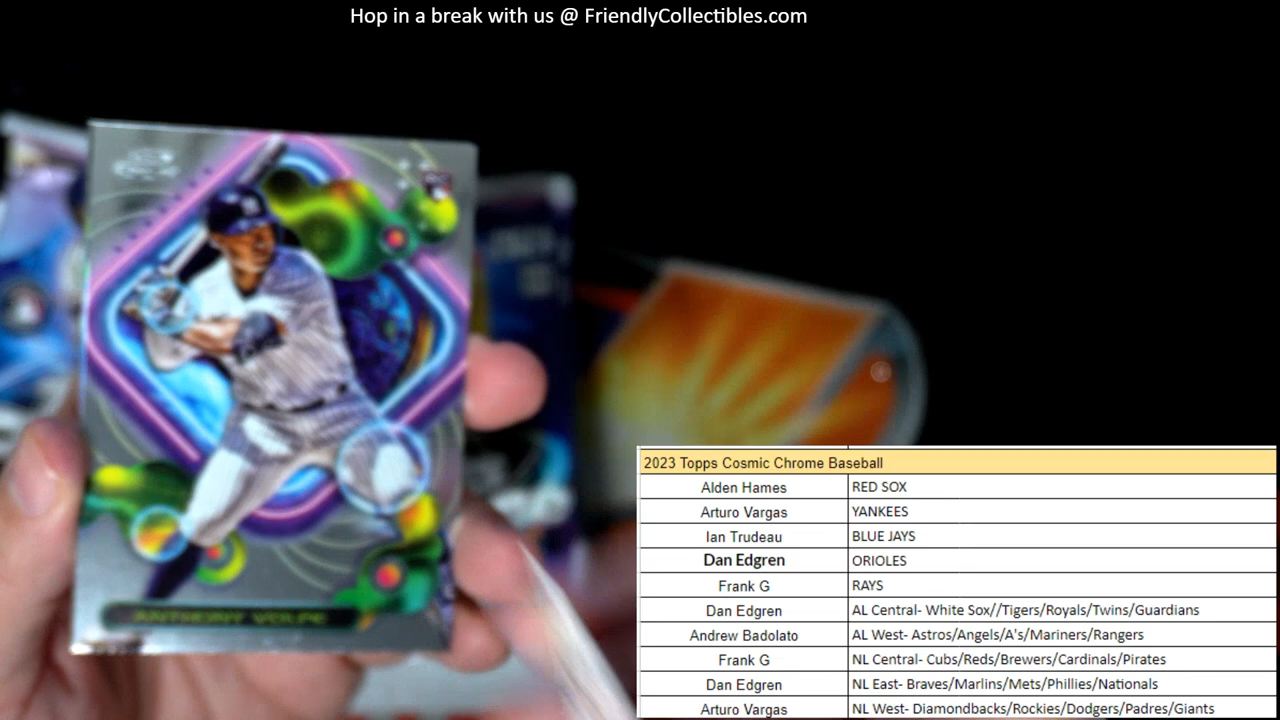 Hop in a break with us @ FriendlyCollectibles.com
ANTHONY VOLPE
2023 Topps Cosmic Chrome Baseball
Alden Hames RED SOX
Arturo Vargas YANKEES
Ian Trudeau BLUE JAYS
Dan Edgren ORIOLES
Frank G RAYS
Dan Edgren AL Central- White Sox//Tigers/Royals/Twins/Guardians
Andrew Badolato AL West- Astros/Angels/A's/Mariners/Rangers
Frank G NL Central- Cubs/Reds/Brewers/Cardinals/Pirates
Dan Edgren NL East- Braves/Marlins/Mets/Phillies/Nationals
Arturo Vargas NL West- Diamondbacks/Rockies/Dodgers/Padres/Giants